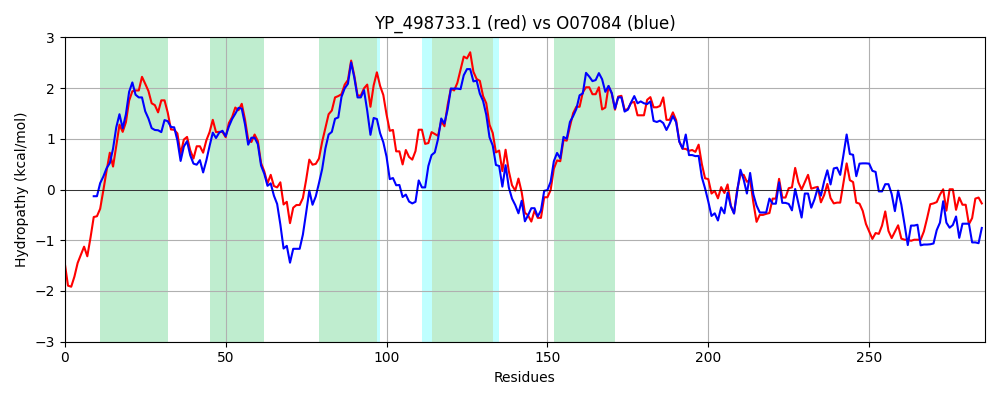 YP_498733.1 (red) vs O07084 (blue)
Hydropathy (kcal/mol)
3
2
1
0
−1
−2
−3
0 50 100 150 200 250
Residues